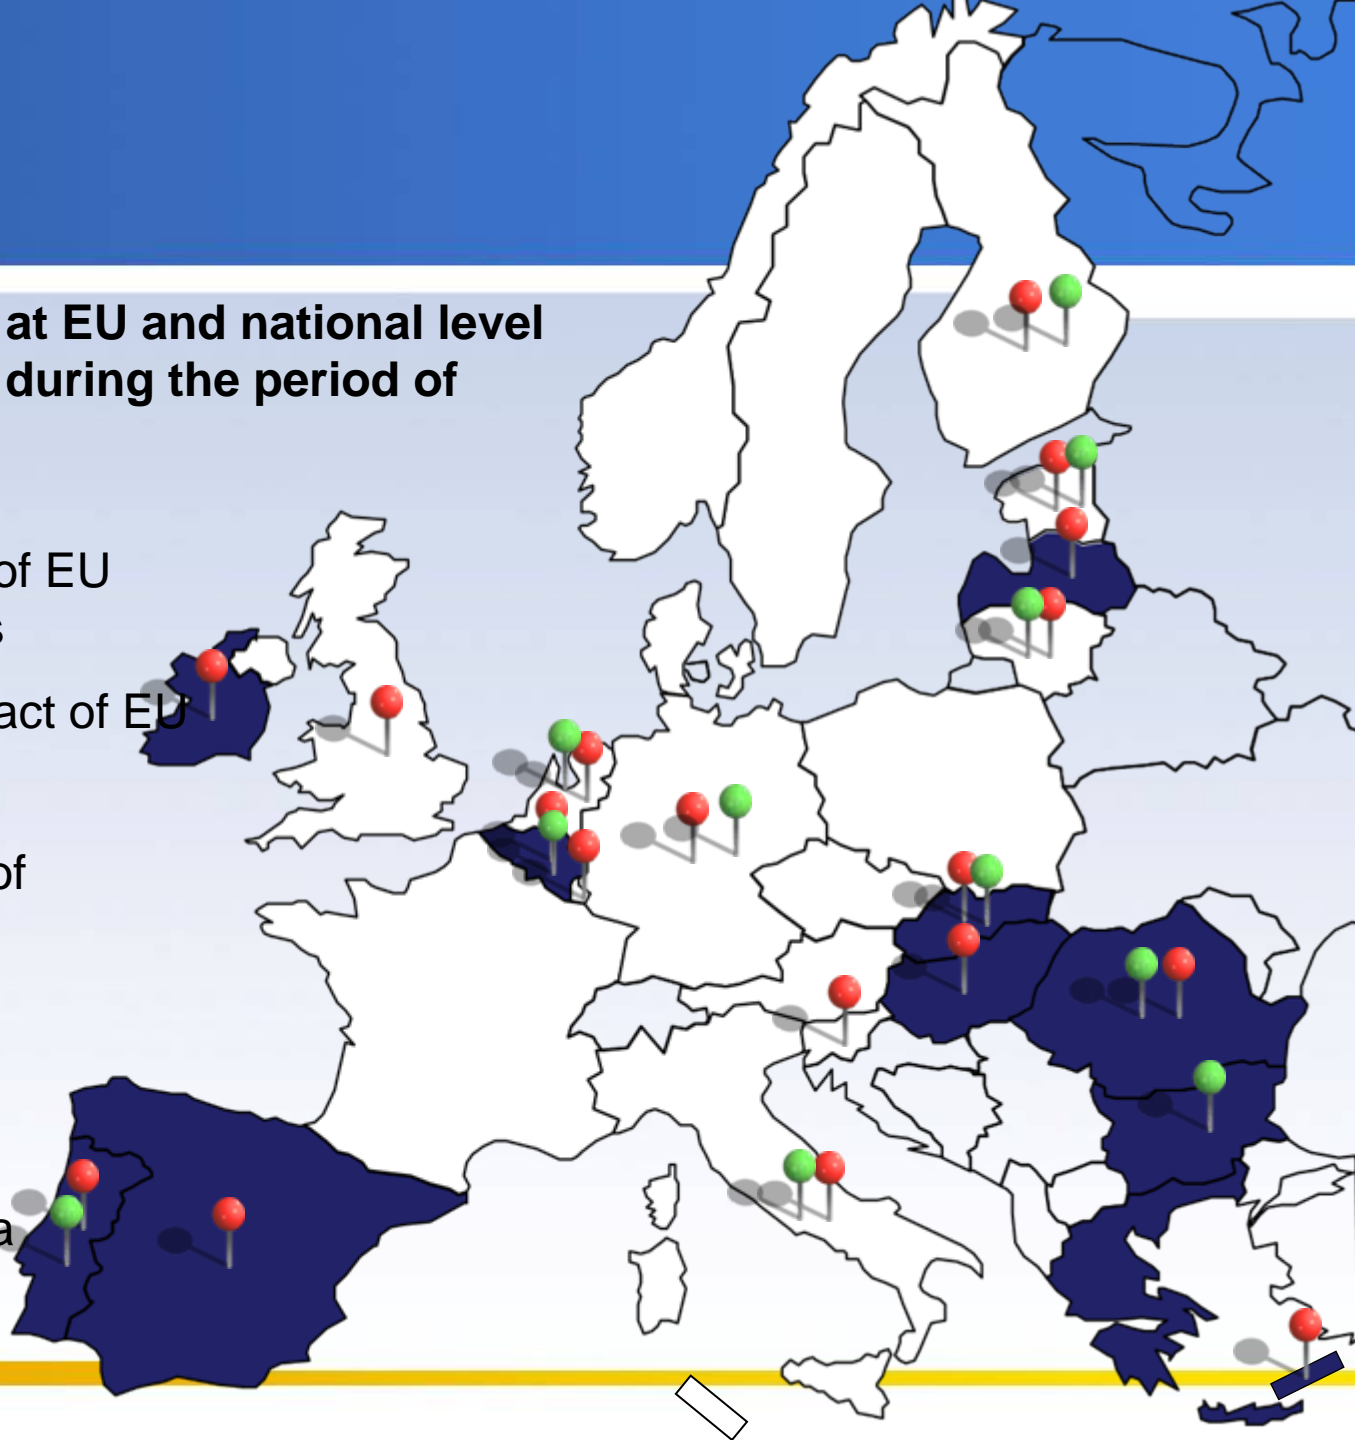 at EU and national level
during the period of
of EU
s
act of EU
of
a